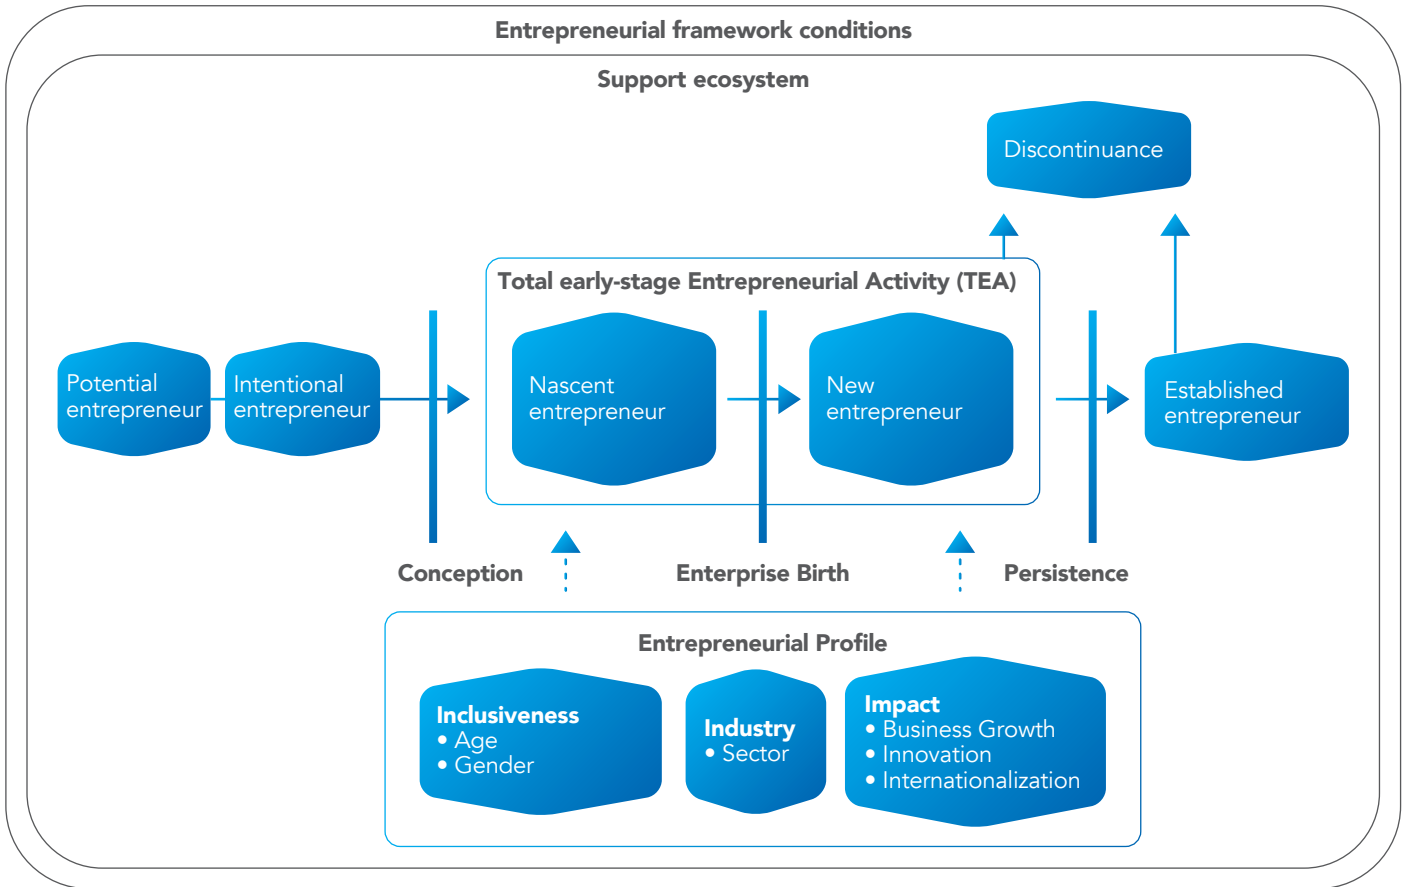 Entrepreneurial framework conditions
Support ecosystem
Discontinuance
Total early-stage Entrepreneurial Activity (TEA)
Potential
entrepreneur
Intentional
entrepreneur
Nascent
entrepreneur
New
entrepreneur
Established
entrepreneur
Conception
Enterprise Birth
Persistence
Entrepreneurial Profile
Inclusiveness
• Age
• Gender
Industry
• Sector
Impact
• Business Growth
• Innovation
• Internationalization